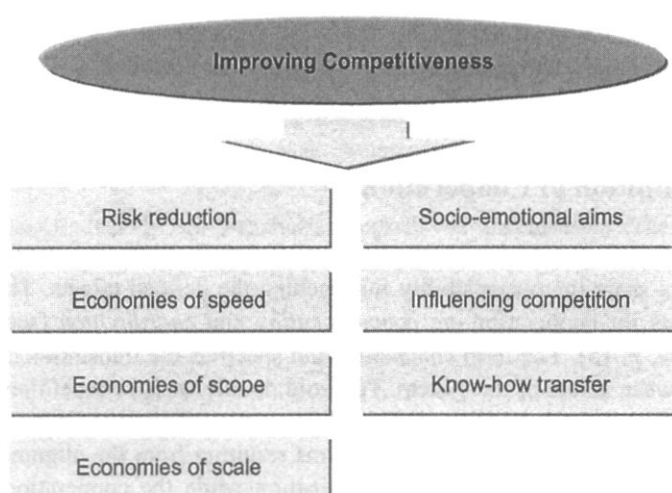 Improving Competitiveness
Risk reduction
Socio-emotional aims
Economies of speed
Influencing competition
Economies of scope
Know-how transfer
Economies of scale